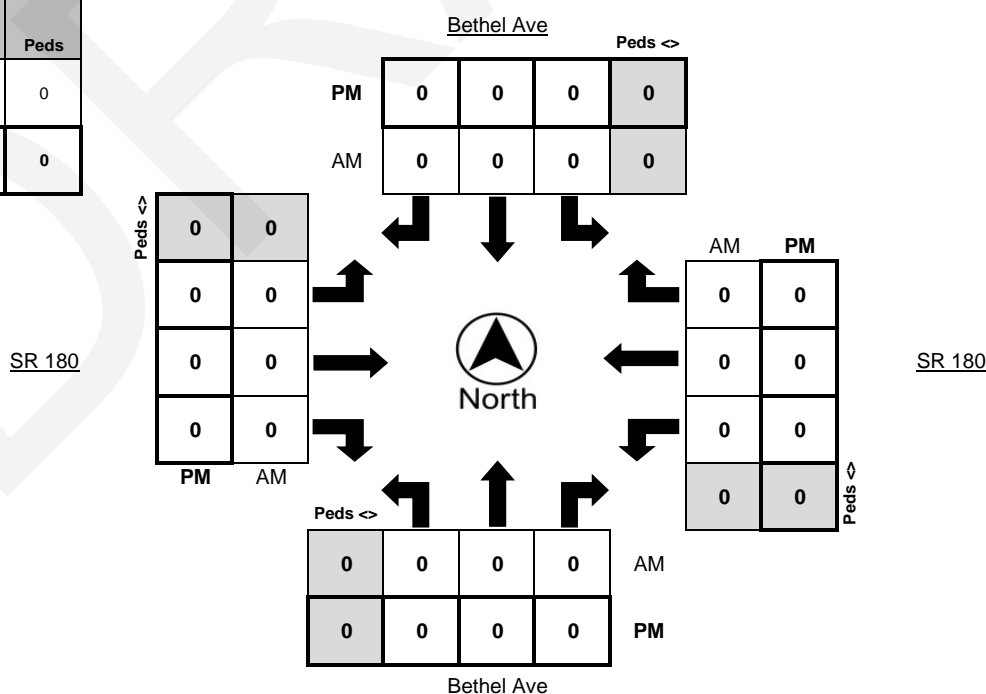 Bethel Ave
Peds
Peds <>
PM 0 0 0 0
0
AM 0 0 0 0
0
Peds <>
0 0
AM PM
0 0
0 0
SR 180
0 0
North
0 0
SR 180
0 0
0 0
PM AM
0 0
Peds <>
Peds <>
0 0 0 0 AM
0 0 0 0 PM
Bethel Ave